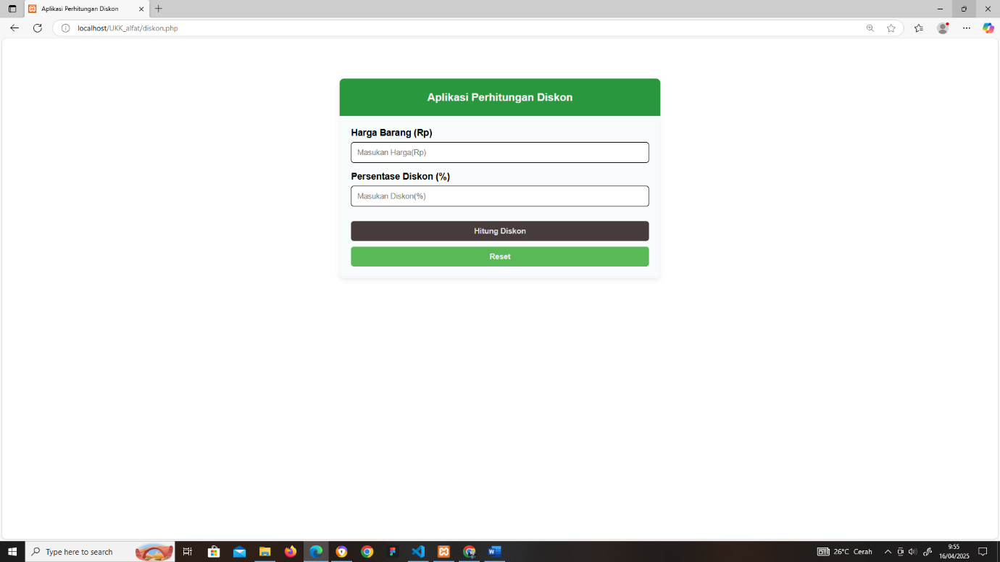 Aplikasi Perhitungan Diskon
localhost/UKK_alfat/diskon.php
Aplikasi Perhitungan Diskon
Harga Barang (Rp)
Masukan Harga(Rp)
Persentase Diskon (%)
Masukan Diskon(%)
Hitung Diskon
Reset
Type here to search
26°C Cerah
9:55
16/04/2025